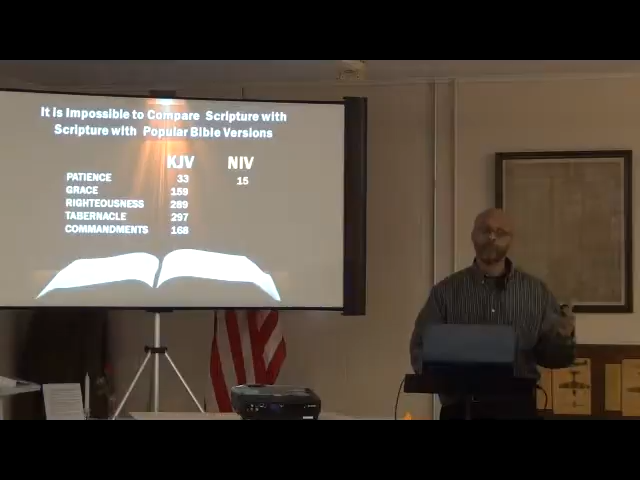 It is Impossible to Compare Scripture with
Scripture with Popular Bible Versions
KJV NIV
PATIENCE 33 15
GRACE 159
RIGHTEOUSNESS 289
TABERNACLE 297
COMMANDMENTS 168